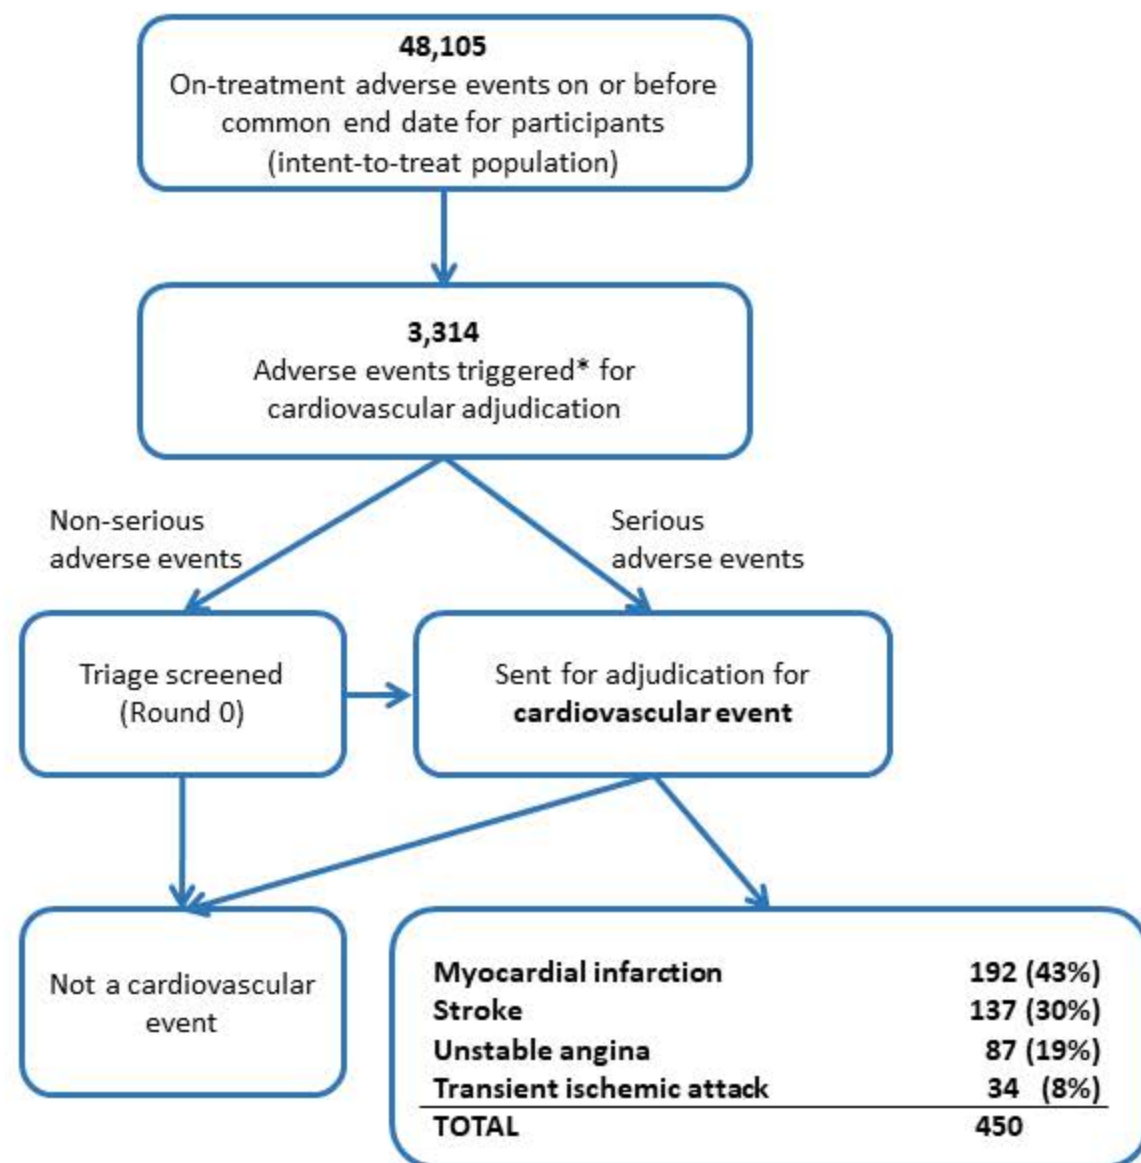 48,105
On-treatment adverse events on or before
common end date for participants
(intent-to-treat population)
3,314
Adverse events triggered* for
cardiovascular adjudication
Non-serious
adverse events
Serious
adverse events
Triage screened
(Round 0)
Sent for adjudication for
cardiovascular event
Not a cardiovascular
event
Myocardial infarction 192 (43%)
Stroke 137 (30%)
Unstable angina 87 (19%)
Transient ischemic attack 34 (8%)
TOTAL 450